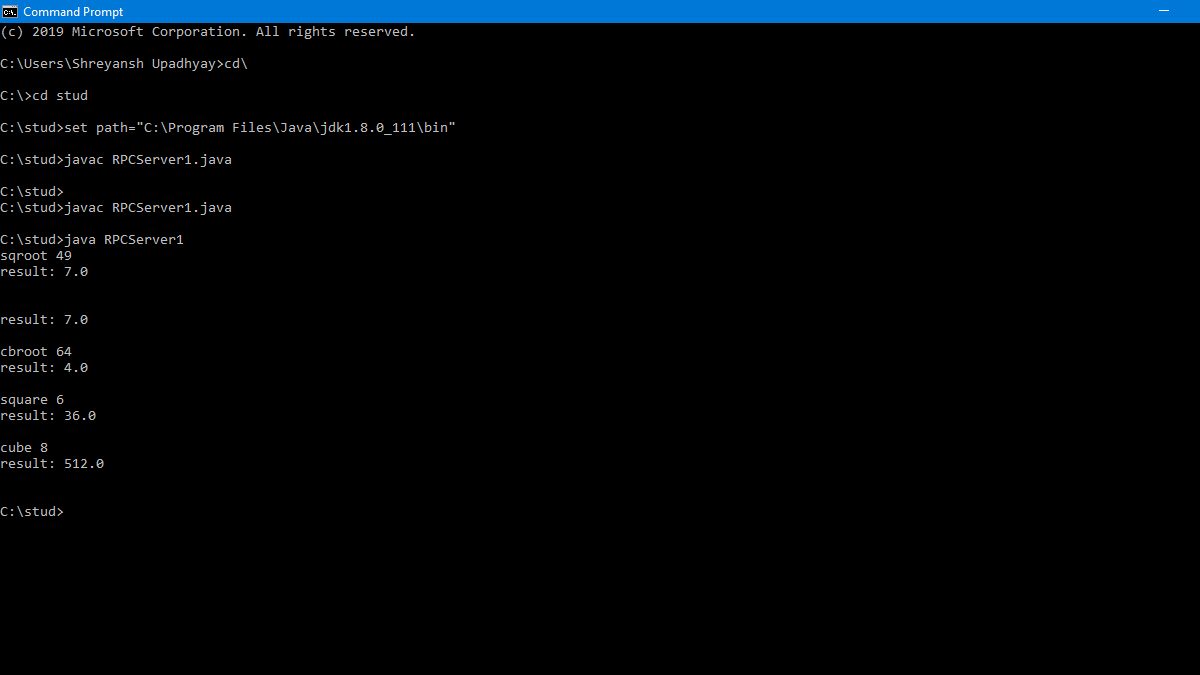 Command Prompt
(c) 2019 Microsoft Corporation. All rights reserved.
C:\Users\Shreyansh Upadhyay>cd\
C:\>cd stud
C:\stud>set path="C:\Program Files\Java\jdk1.8.0_111\bin"
C:\stud>javac RPCServer1.java
C:\stud>
C:\stud>javac RPCServer1.java
C:\stud>java RPCServer1
sqroot 49
result: 7.0
result: 7.0
cbroot 64
result: 4.0
square 6
result: 36.0
cube 8
result: 512.0
C:\stud>